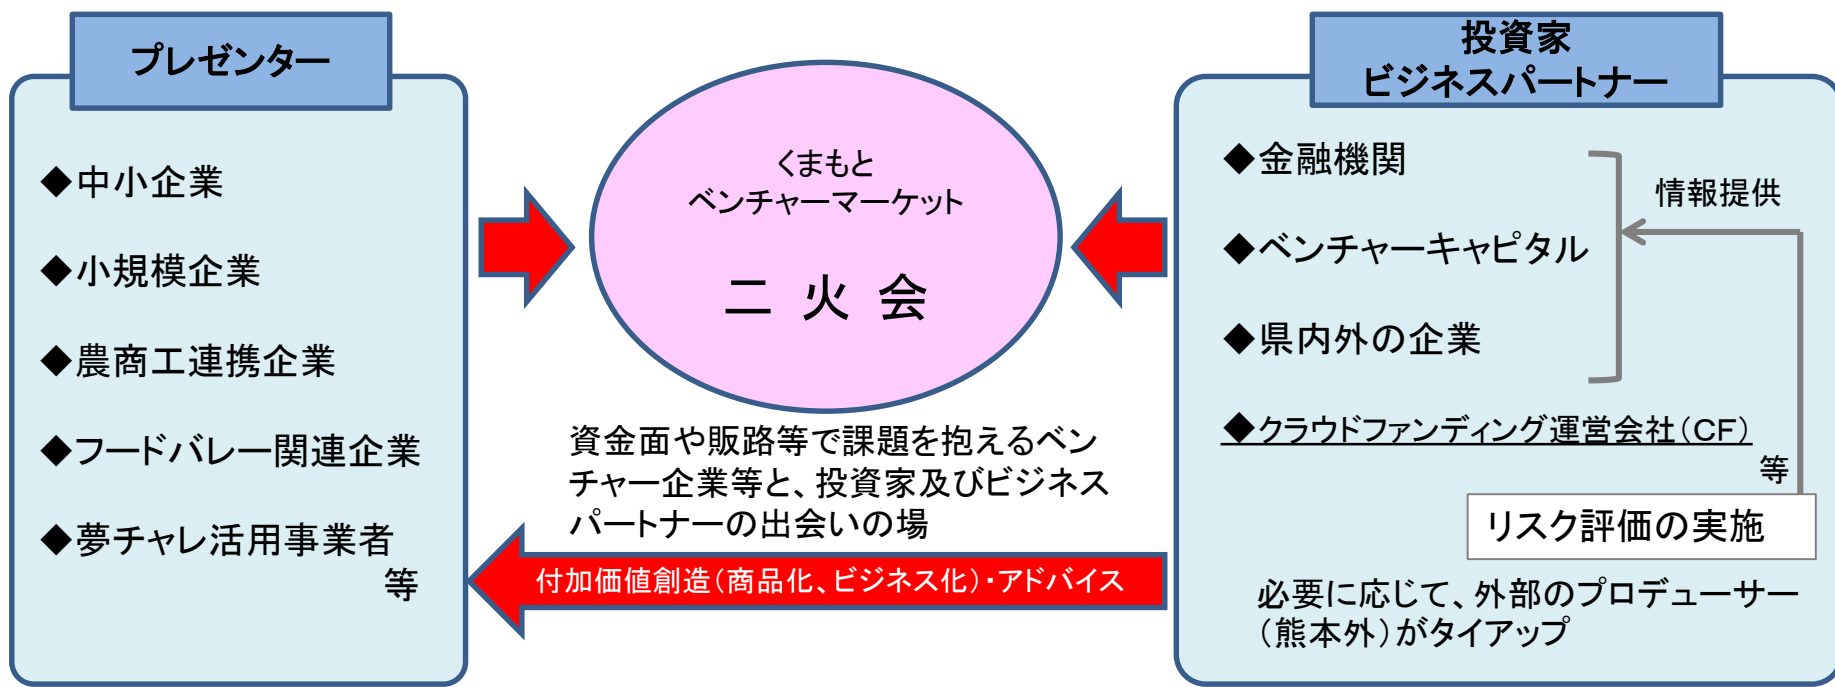 プレゼンター
◆中小企業
◆小規模企業
◆農商工連携企業
◆フードバレー関連企業
◆夢チャレ活用事業者
等
くまもと
ベンチャーマーケット
二 火 会
資金面や販路等で課題を抱えるベン
チャー企業等と、投資家及びビジネス
パートナーの出会いの場
付加価値創造(商品化、ビジネス化)・アドバイス
投資家
ビジネスパートナー
◆金融機関
◆ベンチャーキャピタル
◆県内外の企業
情報提供
◆クラウドファンディング運営会社(CF)
等
リスク評価の実施
必要に応じて、外部のプロデューサー
(熊本外)がタイアップ